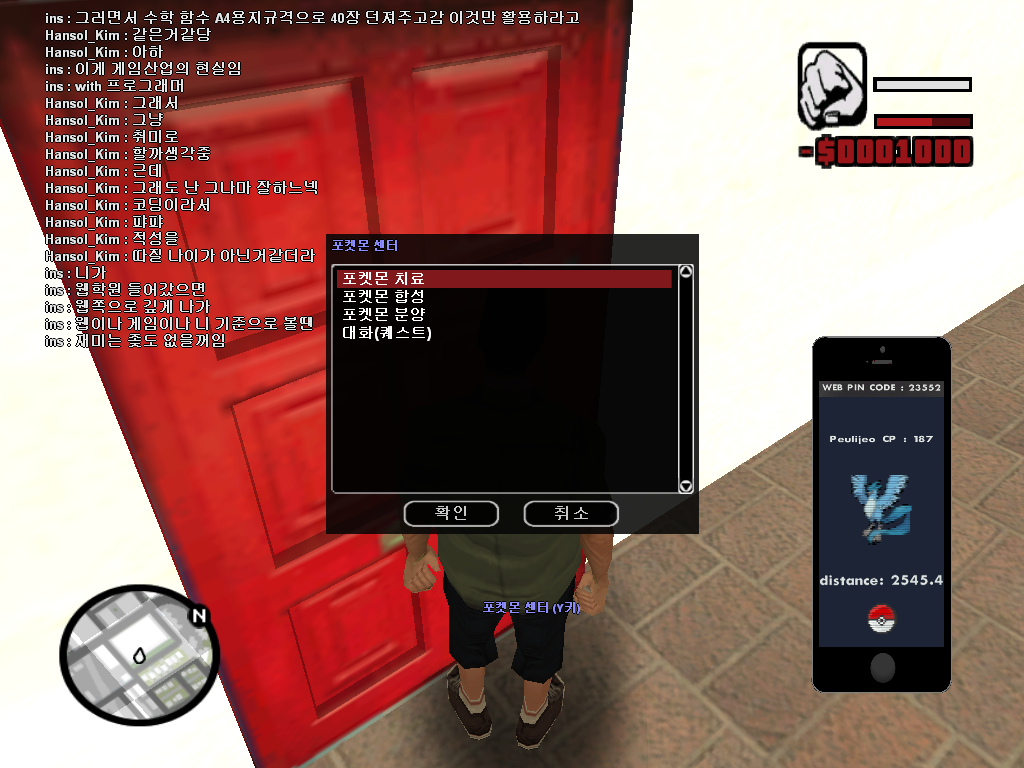 ins : 그러면서 수학 함수 A4용지규격으로 40장 던져주고감 이것만 활용하라고
Hansol_Kim : 같은거같당
Hansol_Kim : 아하
ins : 이게 게임산업의 현실임
ins : with 프로그래머
Hansol_Kim : 그래서
Hansol_Kim : 그냥
Hansol_Kim : 취미로
Hansol_Kim : 할까생각중
Hansol_Kim : 근데
Hansol_Kim : 그래도 난 그나마 잘하느넥
Hansol_Kim : 코딩이라서
Hansol_Kim : 퍄퍄
Hansol_Kim : 적성을
Hansol_Kim : 따질 나이가 아닌거같더라
ins : 니가
ins : 웹학원 들어갔으면
ins : 웹쪽으로 깊게 나가
ins : 웹이나 게임이나 니 기준으로 볼땐
ins : 재미는 좆도 없을꺼임
-$0001000
포켓몬 센터
포켓몬 치료
포켓몬 합성
포켓몬 분양
대화(퀘스트)
확인
취소
포켓몬 센터 (Y키)
N
WEB PIN CODE : 23552
Peulijeo CP : 187
distance: 2545.4